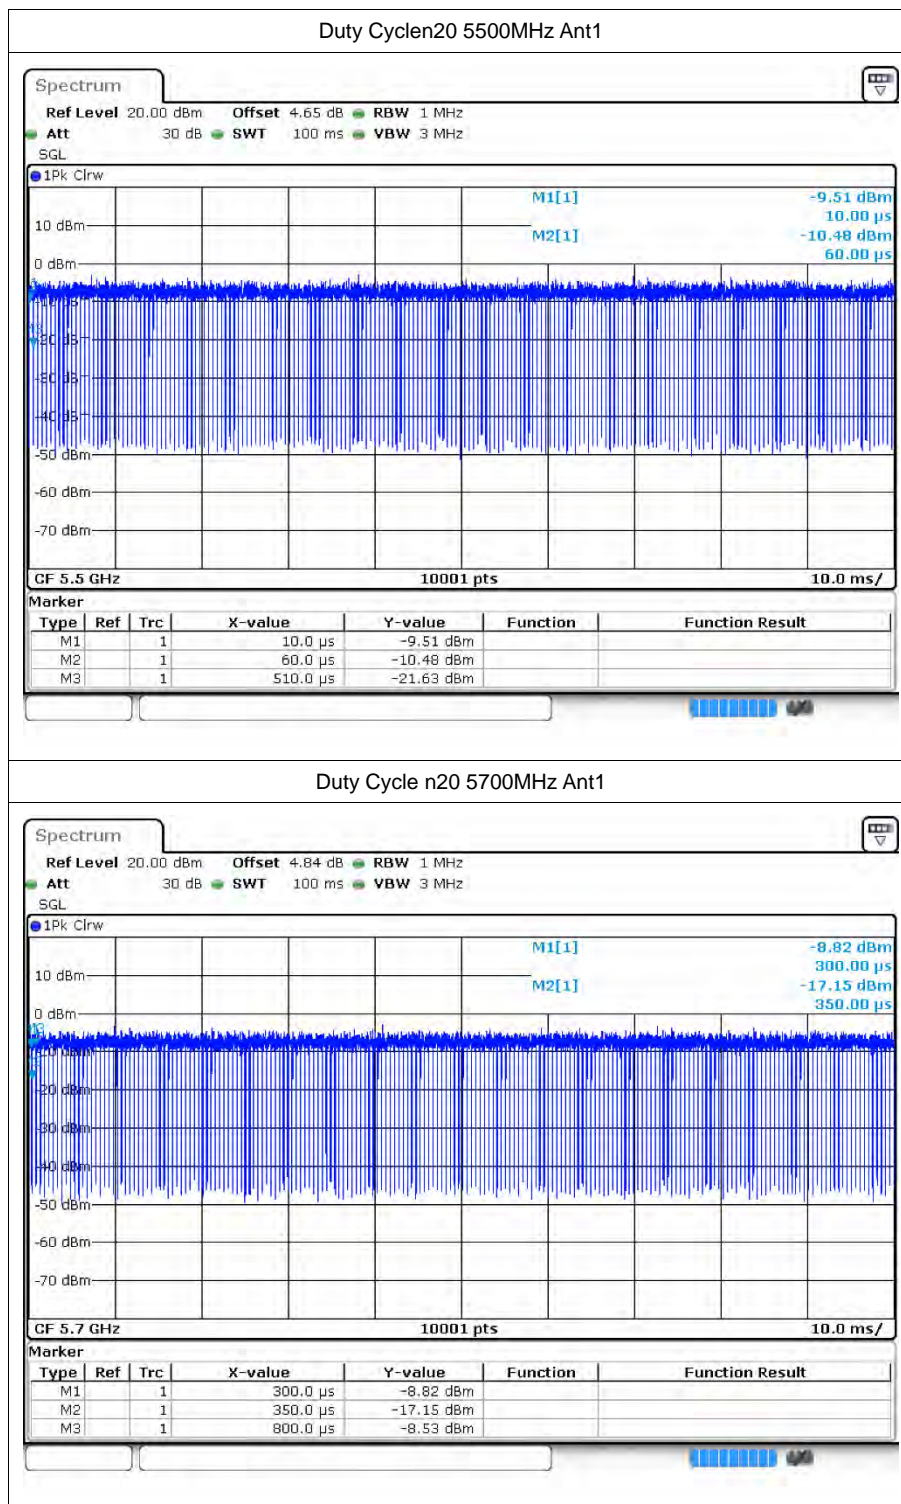 Duty Cyclen20 5500MHz Ant1
Spectrum
Ref Level 20.00 dBm Offset 4.65 dB RBW 1 MHz
Att 30 dB SWT 100 ms VBW 3 MHz
SGL
1Pk Clrw
M1[1] -9.51 dBm
10.00 µs
10 dBm
M2[1] -10.48 dBm
60.00 µs
0 dBm
-50 dBm
-60 dBm
-70 dBm
CF 5.5 GHz 10001 pts 10.0 ms/
Marker
Type Ref Trc X-value Y-value Function Function Result
M1 1 10.0 µs -9.51 dBm
M2 1 60.0 µs -10.48 dBm
M3 1 510.0 µs -21.63 dBm
Duty Cycle n20 5700MHz Ant1
Spectrum
Ref Level 20.00 dBm Offset 4.84 dB RBW 1 MHz
Att 30 dB SWT 100 ms VBW 3 MHz
SGL
1Pk Clrw
M1[1] -8.82 dBm
300.00 µs
10 dBm
M2[1] -17.15 dBm
350.00 µs
0 dBm
-20 dBm
-30 dBm
-40 dBm
-50 dBm
-60 dBm
-70 dBm
CF 5.7 GHz 10001 pts 10.0 ms/
Marker
Type Ref Trc X-value Y-value Function Function Result
M1 1 300.0 µs -8.82 dBm
M2 1 350.0 µs -17.15 dBm
M3 1 800.0 µs -8.53 dBm